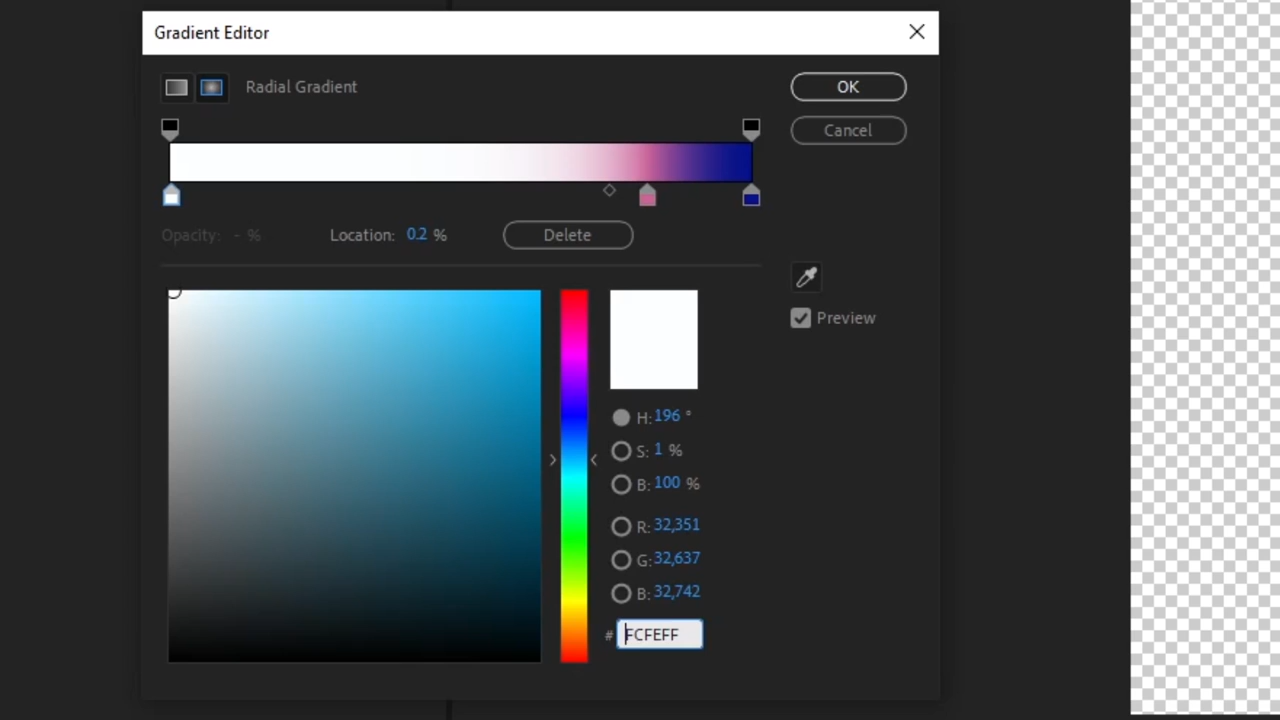 Gradient Editor
Radial Gradient
OK
Cancel
Opacity: - %
Location: 0.2 %
Delete
Preview
H: 196 °
S: 1 %
B: 100 %
R: 32,351
G: 32,637
B: 32,742
# FCFEFF